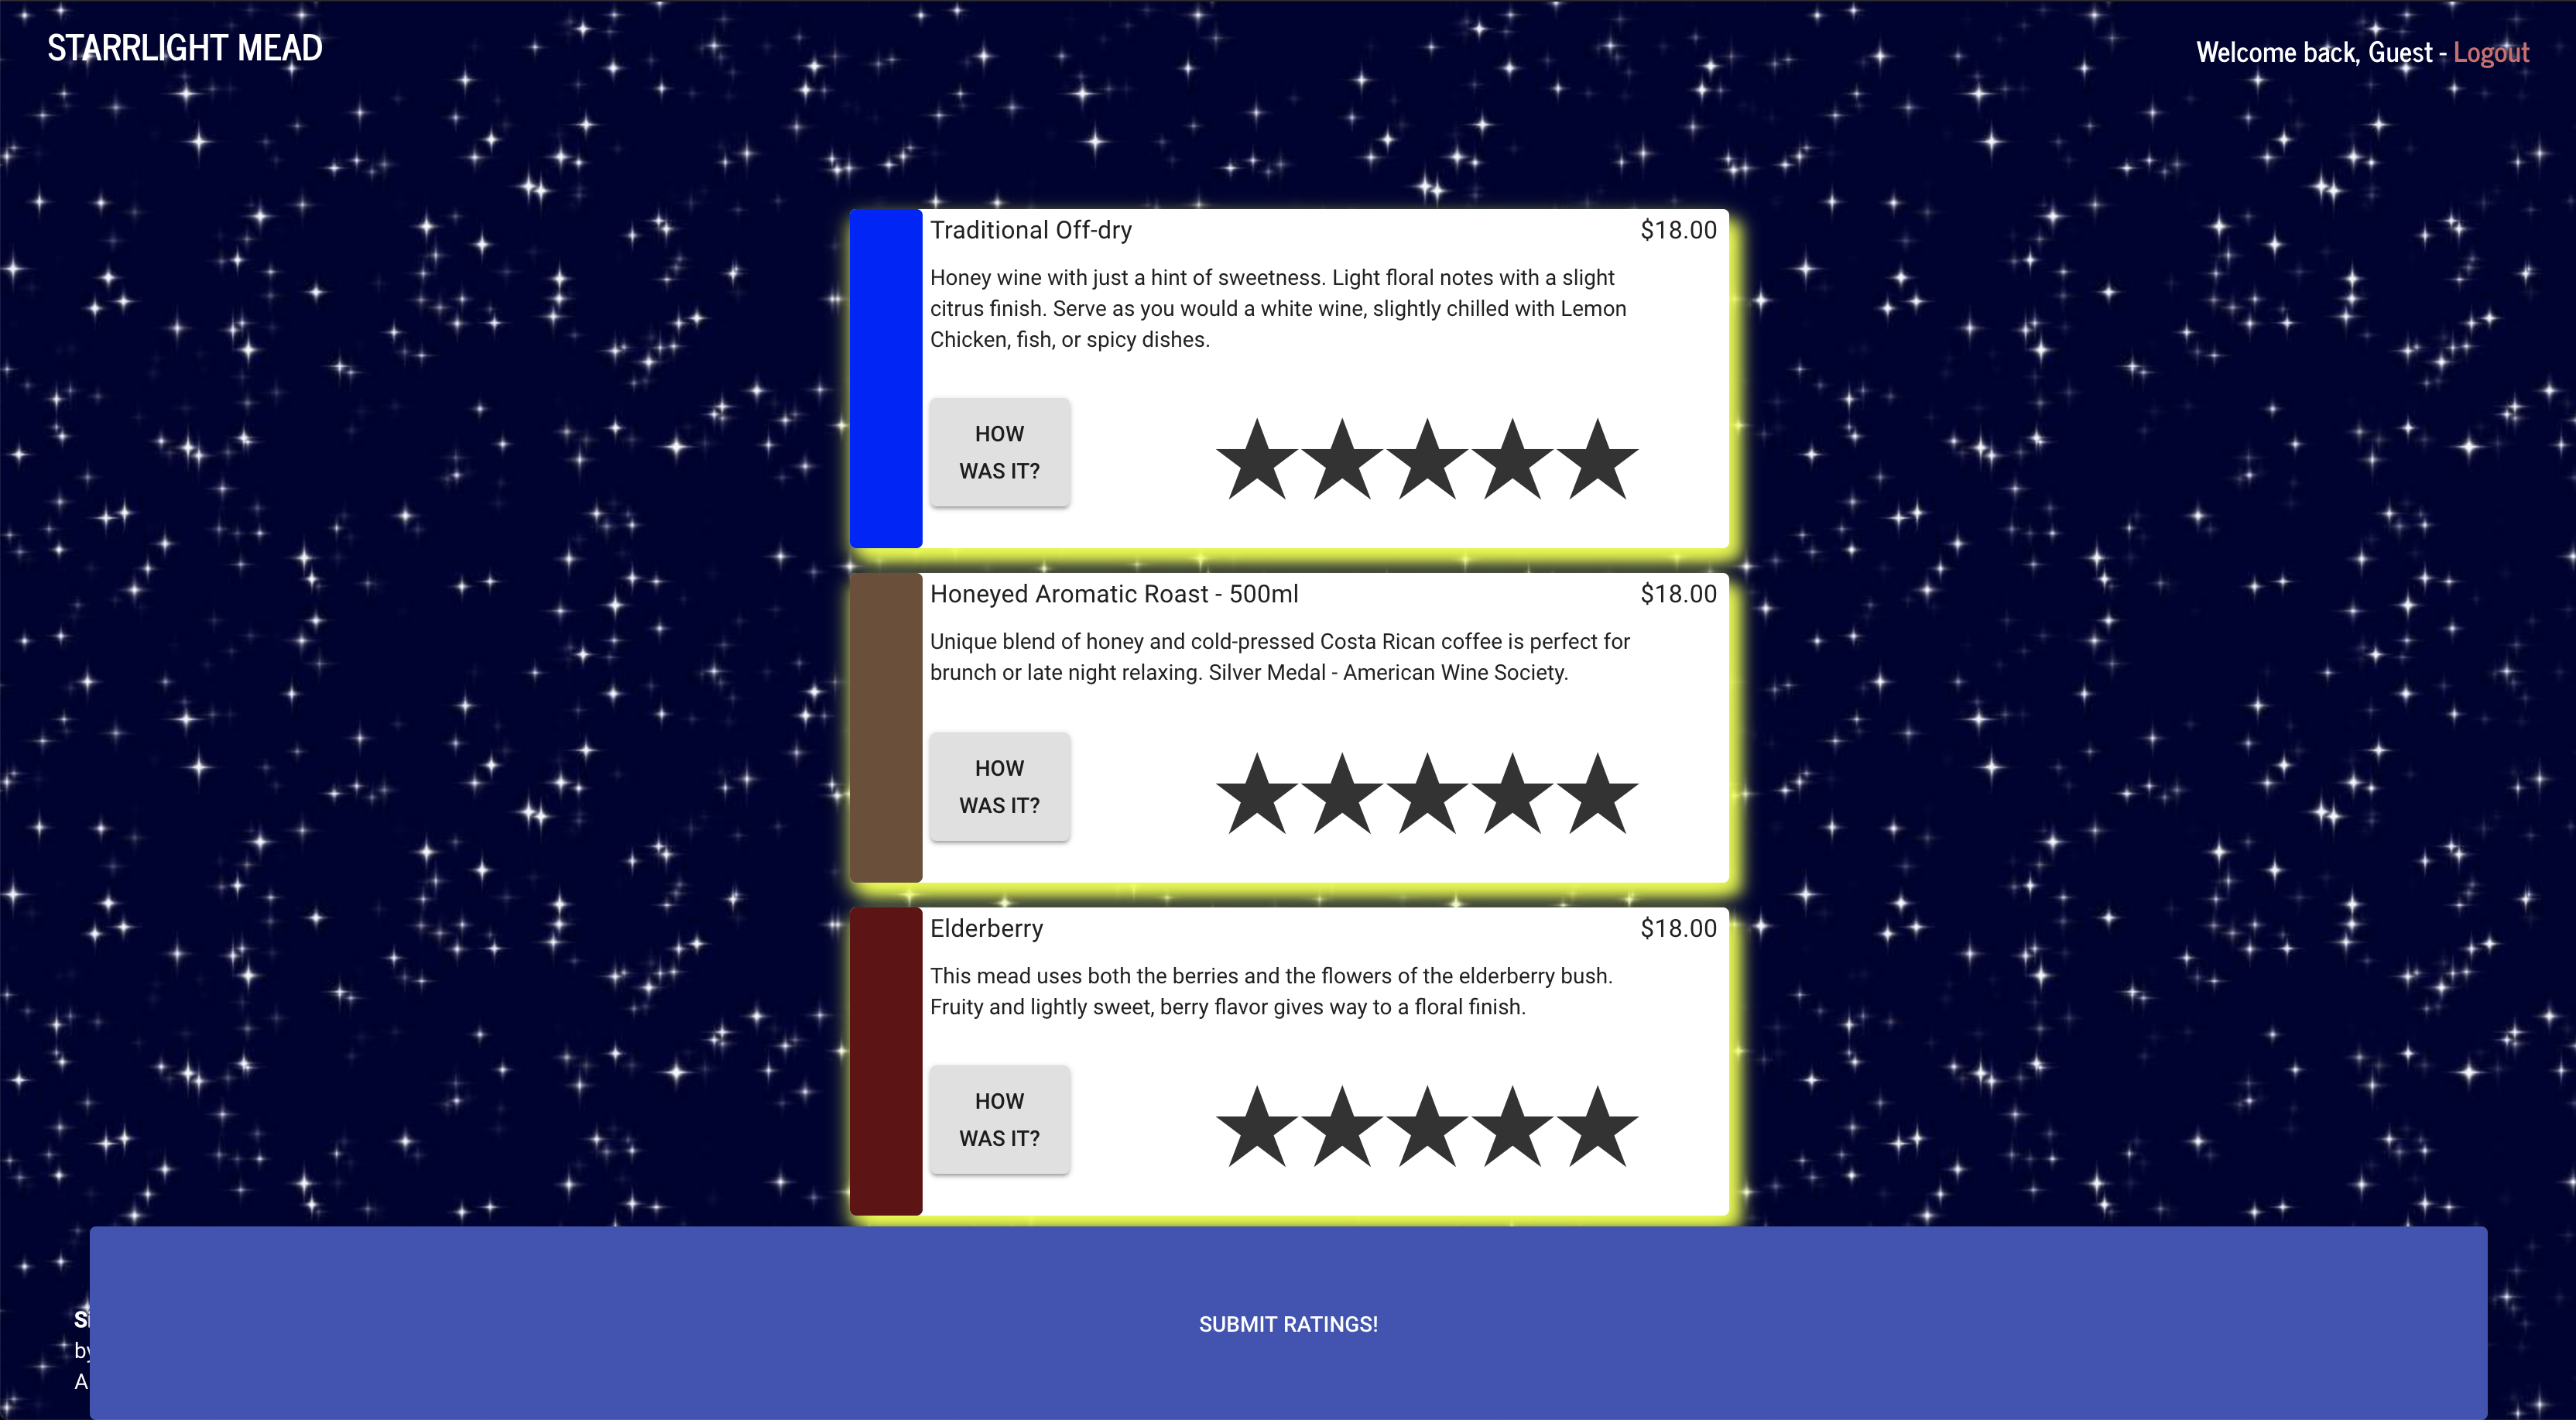 STARRLIGHT MEAD
Welcome back, Guest - Logout
Traditional Off-dry
$18.00
Honey wine with just a hint of sweetness. Light floral notes with a slight
citrus finish. Serve as you would a white wine, slightly chilled with Lemon
Chicken, fish, or spicy dishes.
HOW
WAS IT?
Honeyed Aromatic Roast - 500ml
$18.00
Unique blend of honey and cold-pressed Costa Rican coffee is perfect for
brunch or late night relaxing. Silver Medal - American Wine Society.
HOW
WAS IT?
Elderberry
$18.00
This mead uses both the berries and the flowers of the elderberry bush.
Fruity and lightly sweet, berry flavor gives way to a floral finish.
HOW
WAS IT?
SUBMIT RATINGS!